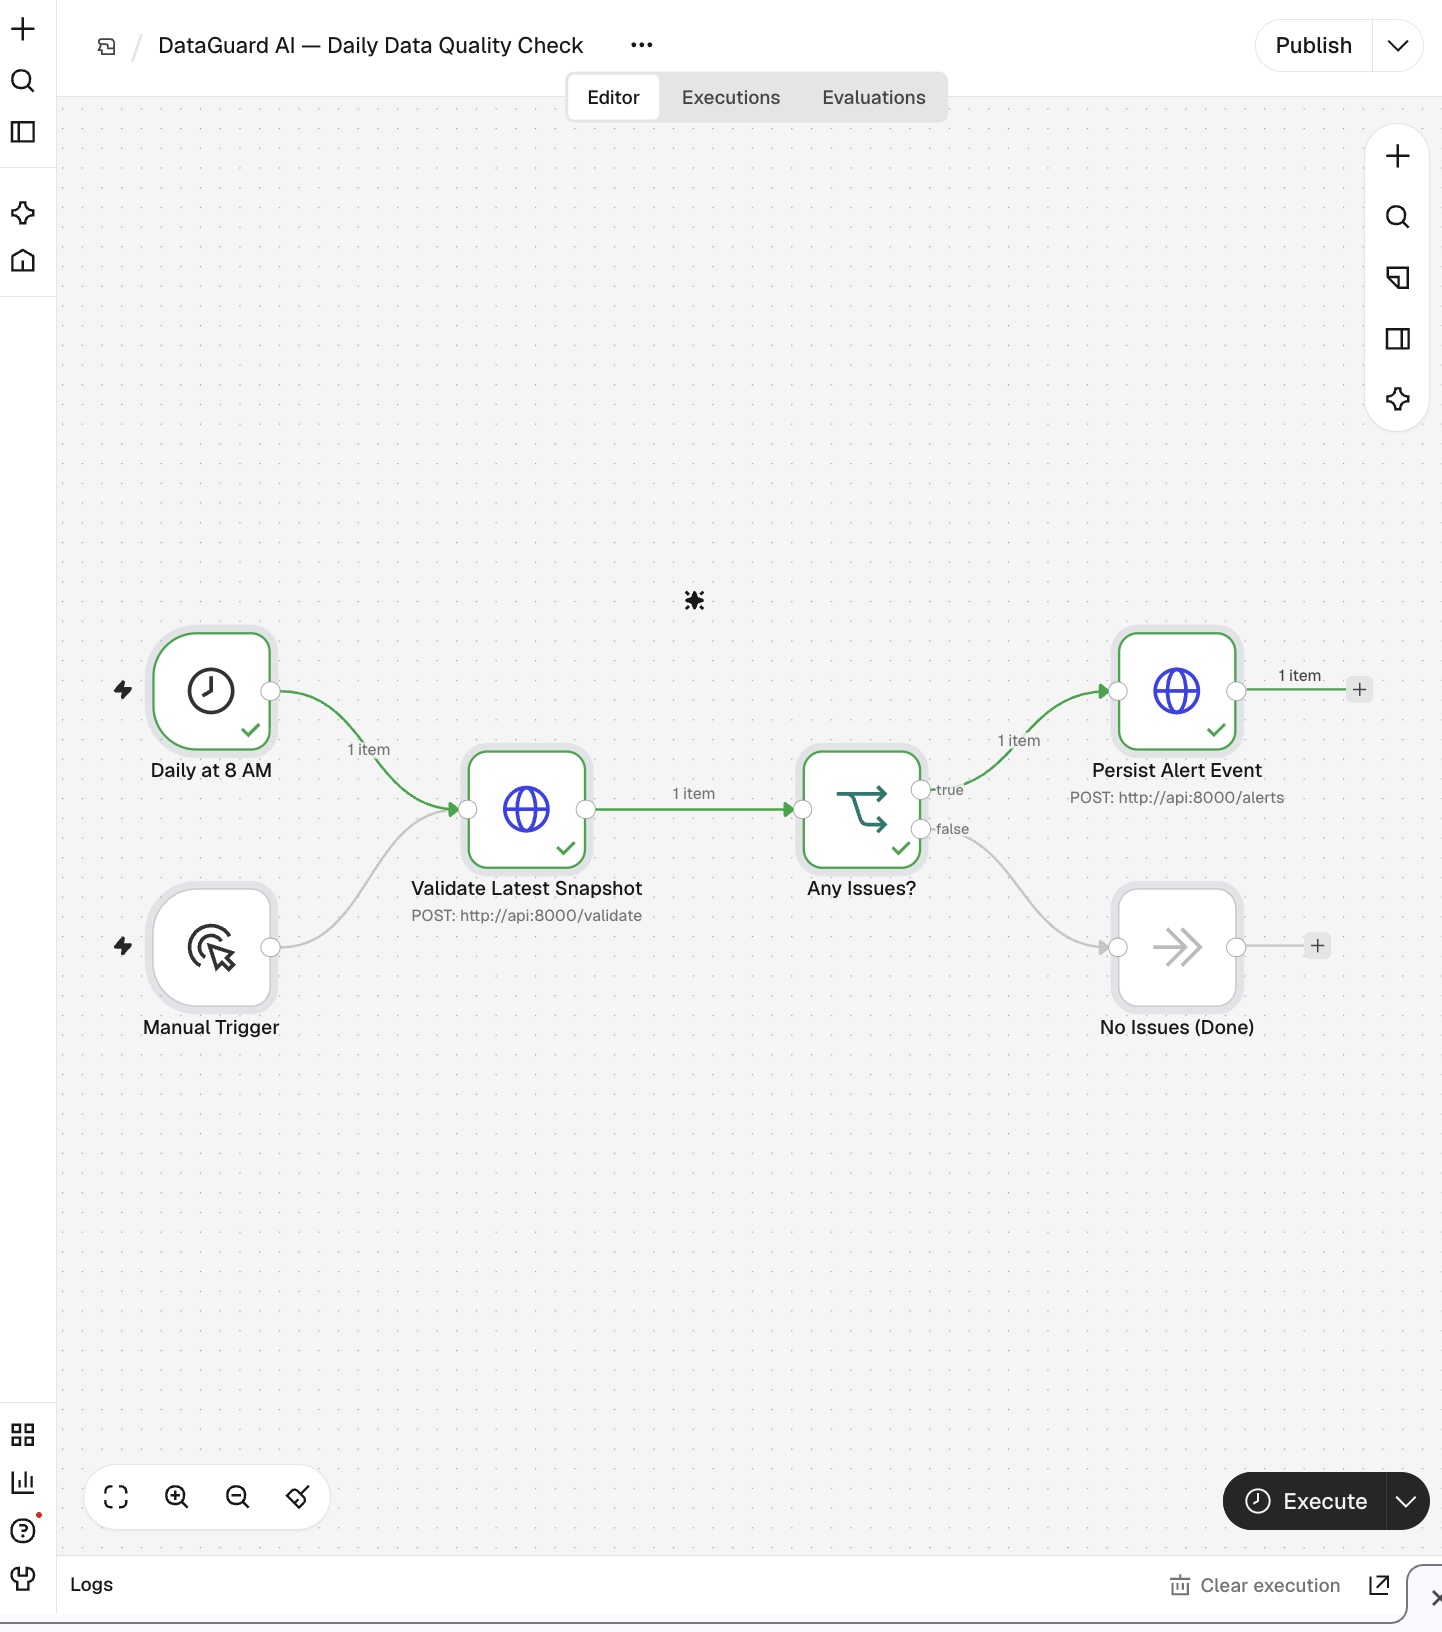 DataGuard AI — Daily Data Quality Check
Publish
Editor
Executions
Evaluations
Daily at 8 AM
1 item
Manual Trigger
Validate Latest Snapshot
POST: http://api:8000/validate
1 item
Any Issues?
true
false
1 item
Persist Alert Event
POST: http://api:8000/alerts
1 item
No Issues (Done)
Execute
Logs
Clear execution